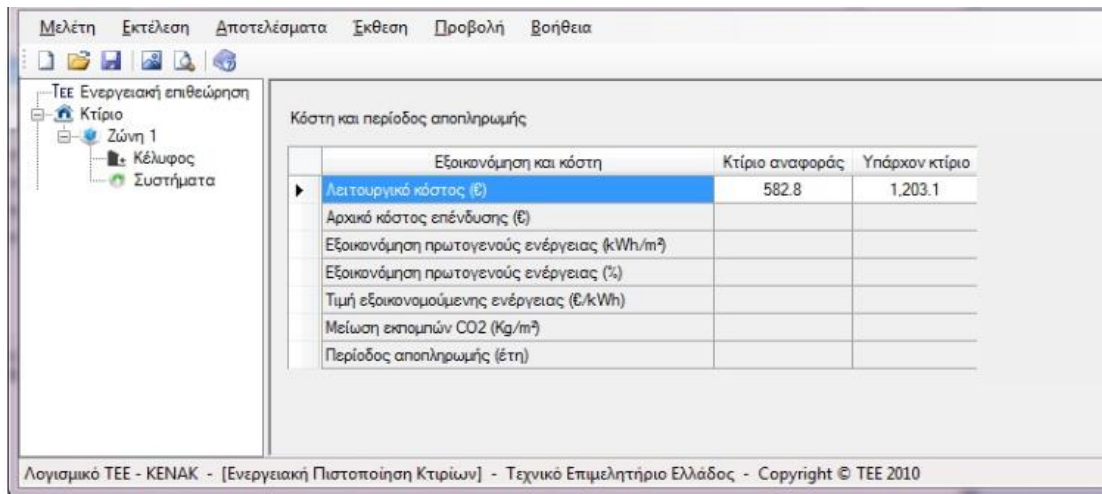 Μελέτη Εκτέλεση Αποτελέσματα Έκθεση Προβολή Βοήθεια
ΤΕΕ Ενεργειακή επιθεώρηση
Κτίριο
Ζώνη 1
Κέλυφος
Συστήματα
Κόστη και περίοδος αποπληρωμής
Εξοικονόμηση και κόστη Κτίριο αναφοράς Υπάρχον κτίριο
Λειτουργικό κόστος (€) 582.8 1,203.1
Αρχικό κόστος επένδυσης (€)
Εξοικονόμηση πρωτογενούς ενέργειας (kWh/m²)
Εξοικονόμηση πρωτογενούς ενέργειας (%)
Τιμή εξοικονομούμενης ενέργειας (€/kWh)
Μείωση εκπομπών CO2 (Kg/m²)
Περίοδος αποπληρωμής (έτη)
Λογισμικό ΤΕΕ - ΚΕΝΑΚ - [Ενεργειακή Πιστοποίηση Κτιρίων] - Τεχνικό Επιμελητήριο Ελλάδος - Copyright © ΤΕΕ 2010